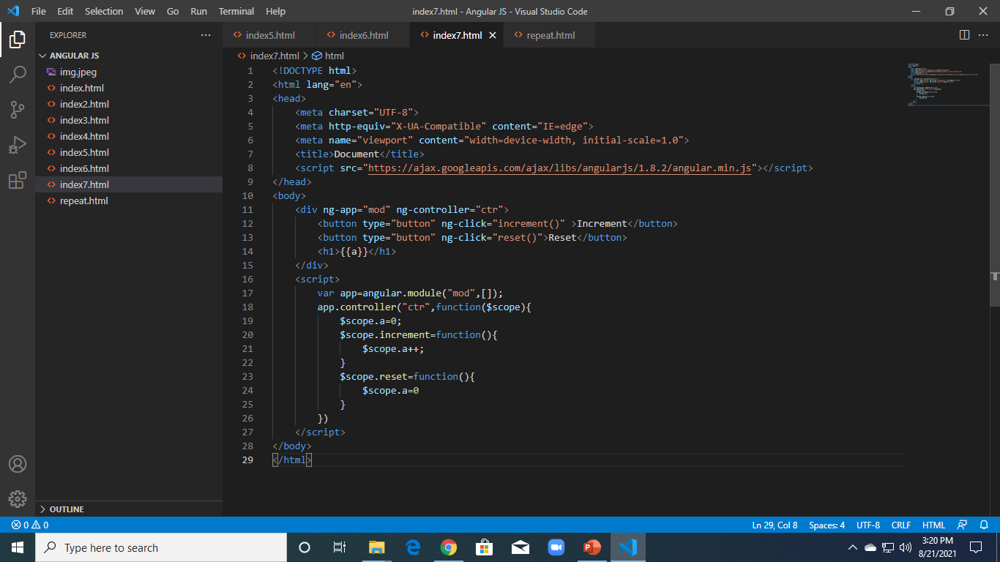 File Edit Selection View Go Run Terminal Help index7.html - Angular JS - Visual Studio Code
EXPLORER
ANGULAR JS
img.jpeg
index.html
index2.html
index3.html
index4.html
index5.html
index6.html
index7.html
repeat.html
OUTLINE
index5.html index6.html index7.html repeat.html
index7.html > html
1 <!DOCTYPE html>
2 <html lang="en">
3 <head>
4 <meta charset="UTF-8">
5 <meta http-equiv="X-UA-Compatible" content="IE=edge">
6 <meta name="viewport" content="width=device-width, initial-scale=1.0">
7 <title>Document</title>
8 <script src="https://ajax.googleapis.com/ajax/libs/angularjs/1.8.2/angular.min.js"></script>
9 </head>
10 <body>
11 <div ng-app="mod" ng-controller="ctr">
12 <button type="button" ng-click="increment()" >Increment</button>
13 <button type="button" ng-click="reset()">Reset</button>
14 <h1>{{a}}</h1>
15 </div>
16 <script>
17 var app=angular.module("mod",[]);
18 app.controller("ctr",function($scope){
19 $scope.a=0;
20 $scope.increment=function(){
21 $scope.a++;
22 }
23 $scope.reset=function(){
24 $scope.a=0
25 }
26 })
27 </script>
28 </body>
29 </html>
0 0 Ln 29, Col 8 Spaces: 4 UTF-8 CRLF HTML
Type here to search
3:20 PM
8/21/2021